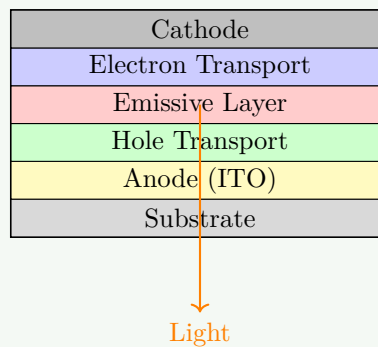 Cathode
Electron Transport
Emissive Layer
Hole Transport
Anode (ITO)
Substrate
Light